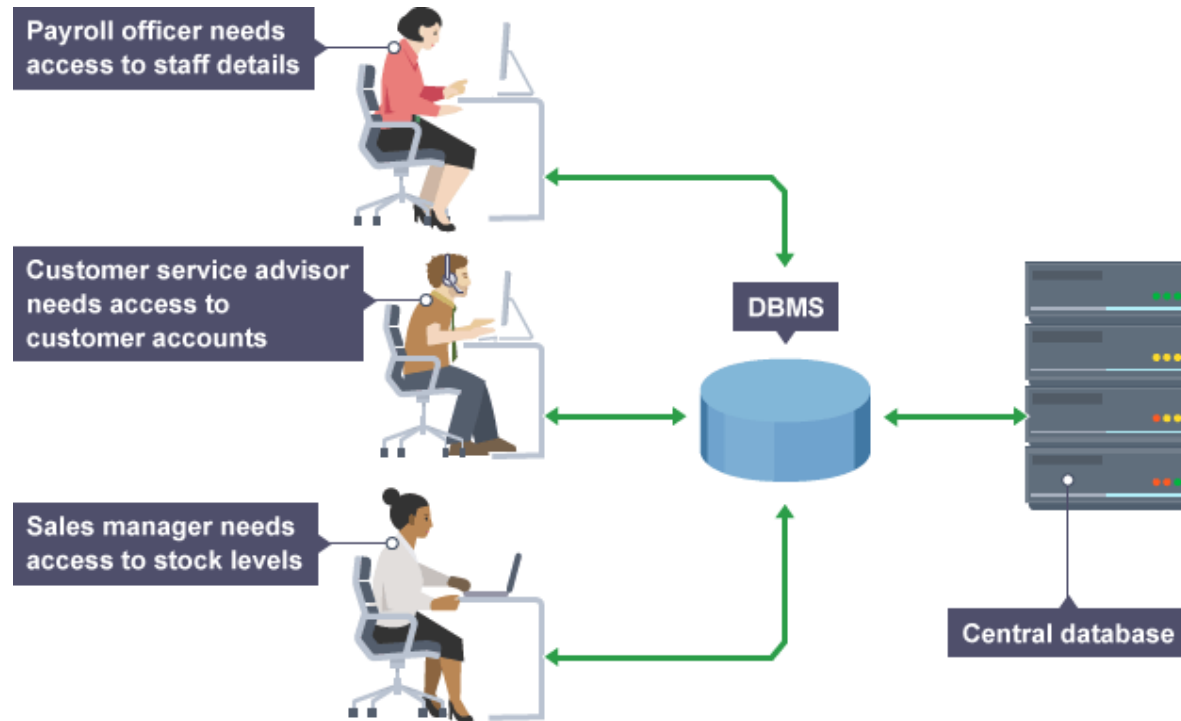 Payroll officer needs
access to staff details
Customer service advisor
needs access to
customer accounts
DBMS
Sales manager needs
access to stock levels
Central database